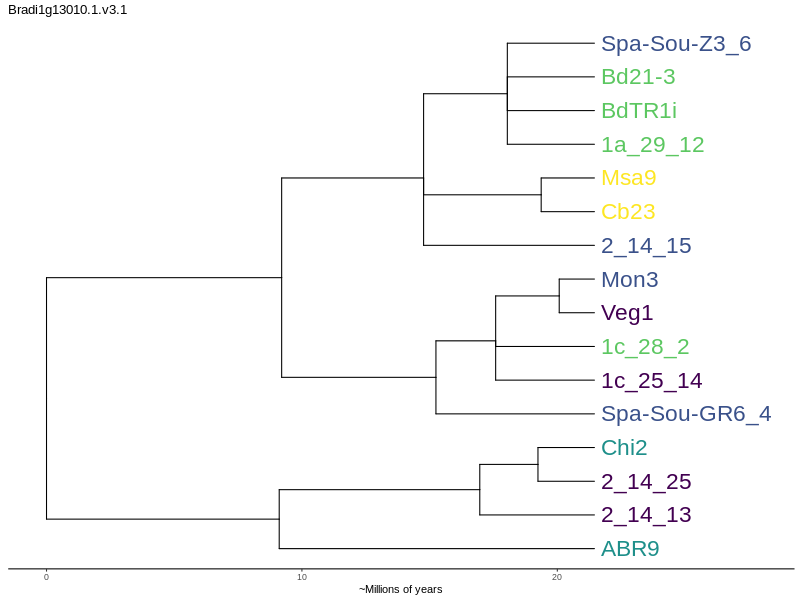 Bradi1g13010.1.v3.1
Spa-Sou-Z3_6
Bd21-3
BdTR1i
1a_29_12
Msa9
Cb23
2_14_15
Mon3
Veg1
1c_28_2
1c_25_14
Spa-Sou-GR6_4
Chi2
2_14_25
2_14_13
ABR9
0 10 20
~Millions of years